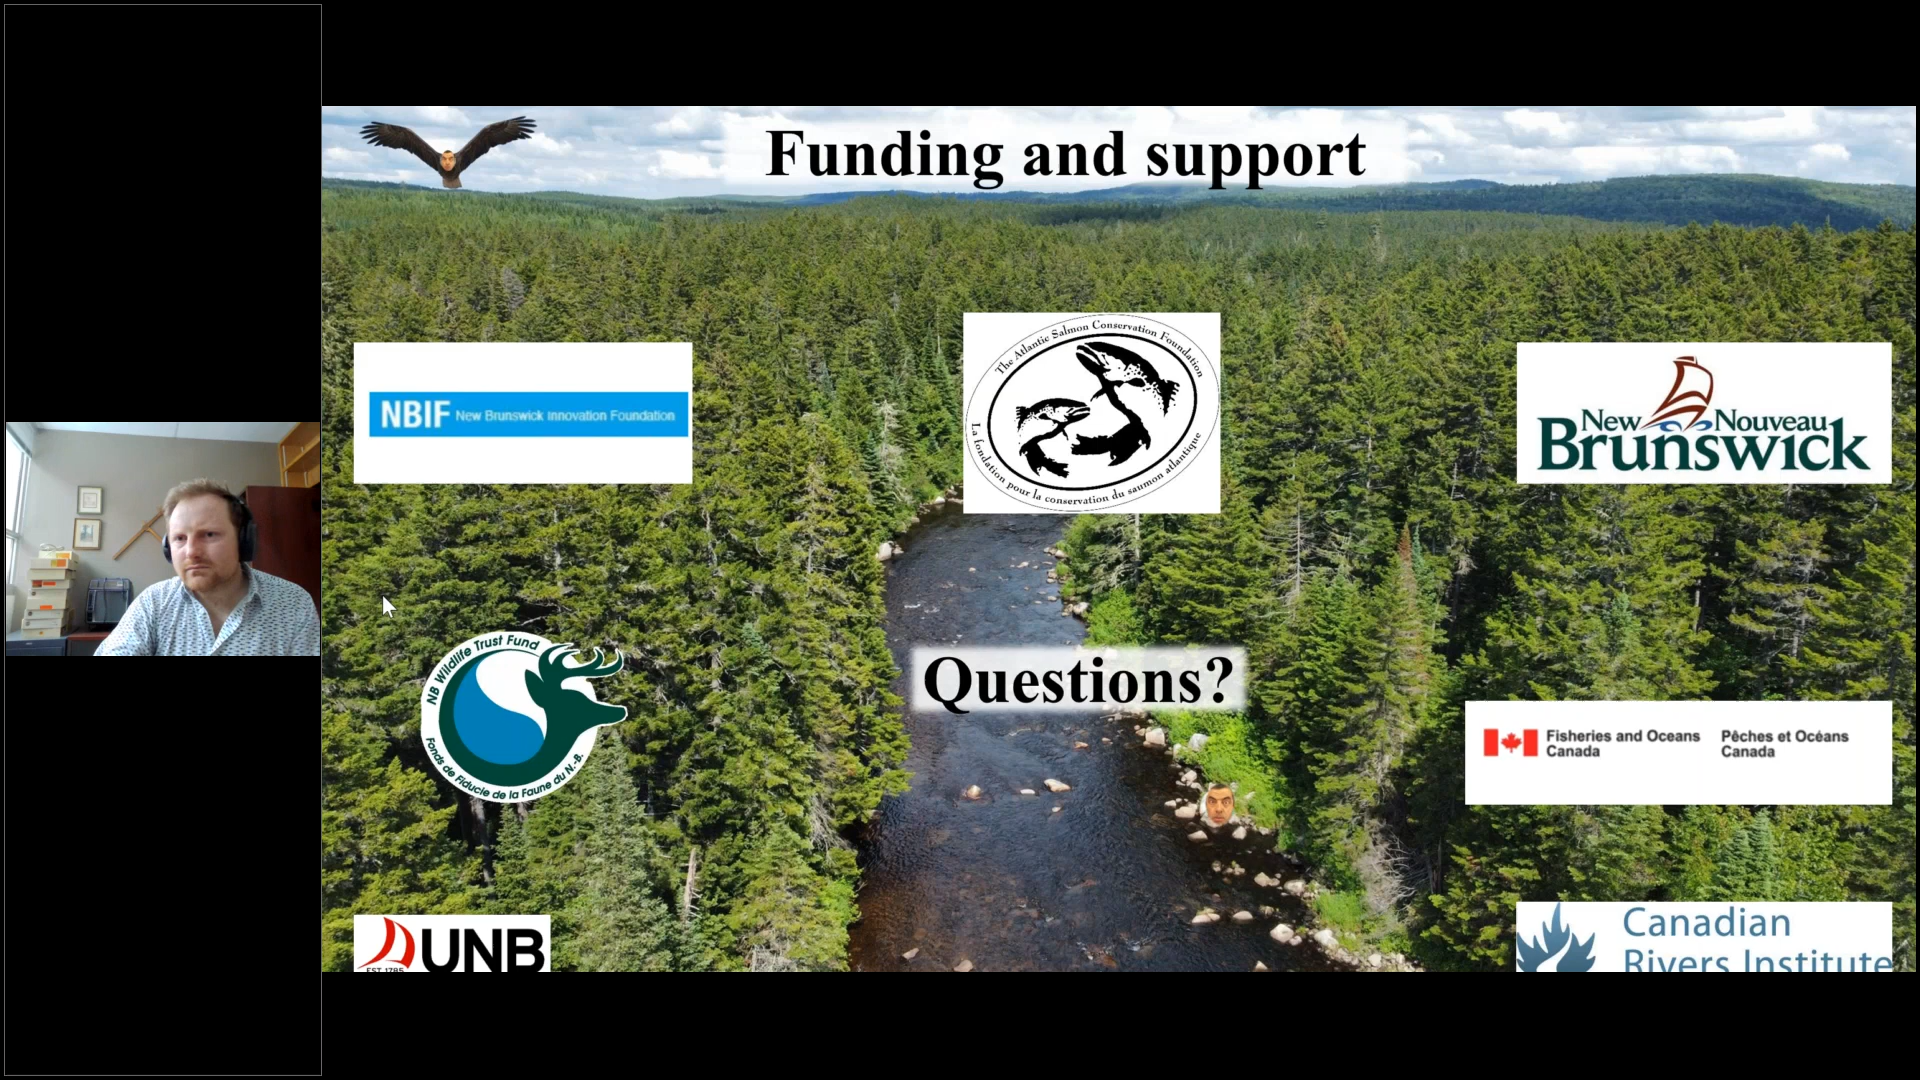 Funding and support
NBIF New Brunswick Innovation Foundation
The Atlantic Salmon Conservation Foundation
La fondation pour la conservation du saumon atlantique
New Nouveau
Brunswick
NB Wildlife Trust Fund
Fonds de Fiducie de la Faune du N.-B.
Questions?
Fisheries and Oceans
Canada
Pêches et Océans
Canada
EST. 1785
UNB
Canadian
Rivers Institute